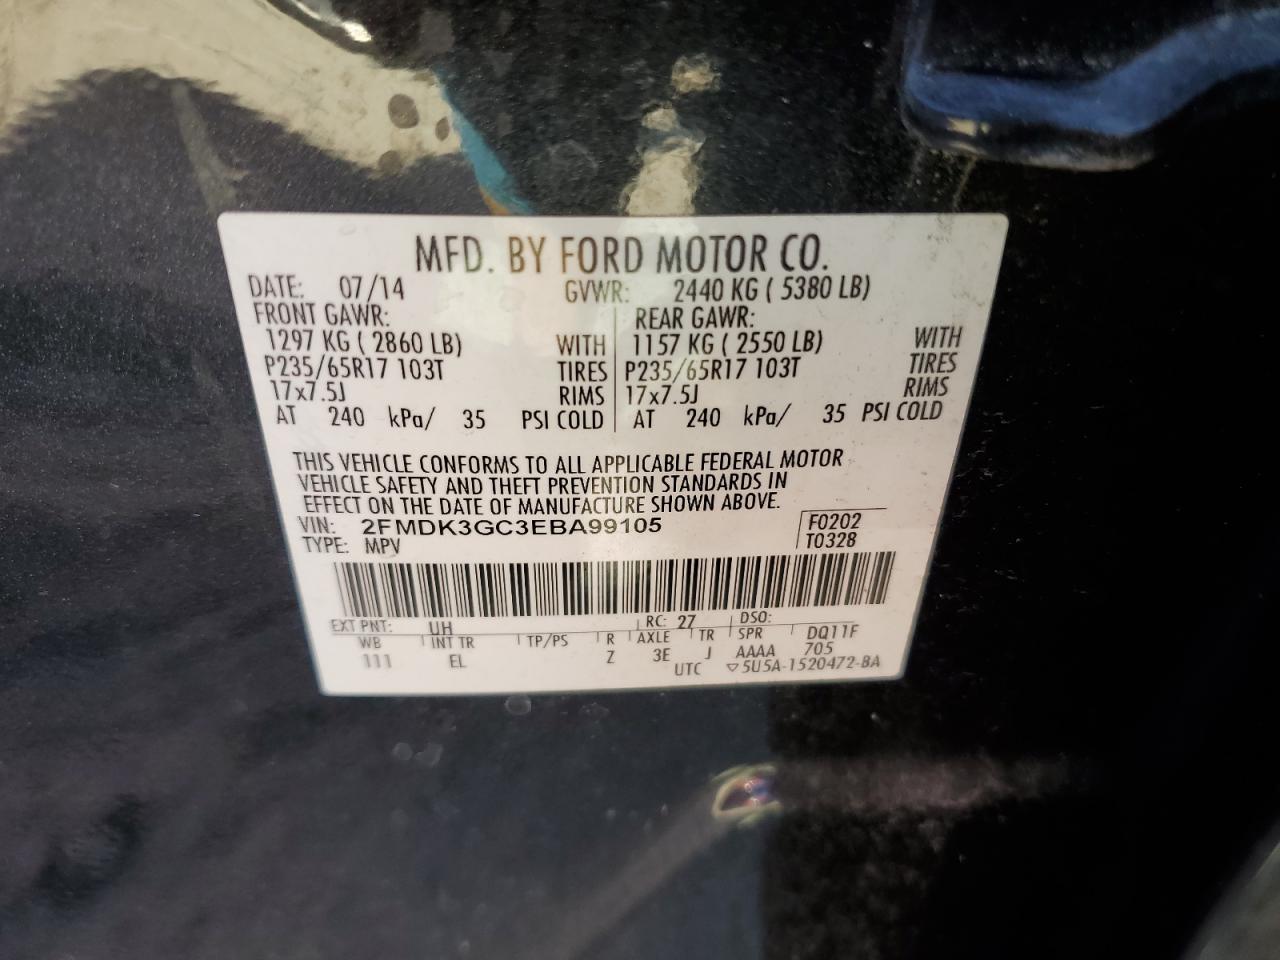 MFD. BY FORD MOTOR CO.
DATE: 07/14 GVWR: 2440 KG ( 5380 LB)
FRONT GAWR: REAR GAWR:
1297 KG ( 2860 LB) WITH 1157 KG ( 2550 LB) WITH
P235/65R17 103T TIRES P235/65R17 103T TIRES
17x7.5J RIMS 17x7.5J RIMS
AT 240 kPa/ 35 PSI COLD AT 240 kPa/ 35 PSI COLD
THIS VEHICLE CONFORMS TO ALL APPLICABLE FEDERAL MOTOR
VEHICLE SAFETY AND THEFT PREVENTION STANDARDS IN
EFFECT ON THE DATE OF MANUFACTURE SHOWN ABOVE.
VIN: 2FMDK3GC3EBA99105 F0202
TYPE: MPV T0328
EXT PNT: UH RC: 27 DSO:
WB INT TR TP/PS R AXLE TR SPR DQ11F
111 EL Z 3E J AAAA 705
UTC ▽5U5A-1520472-BA